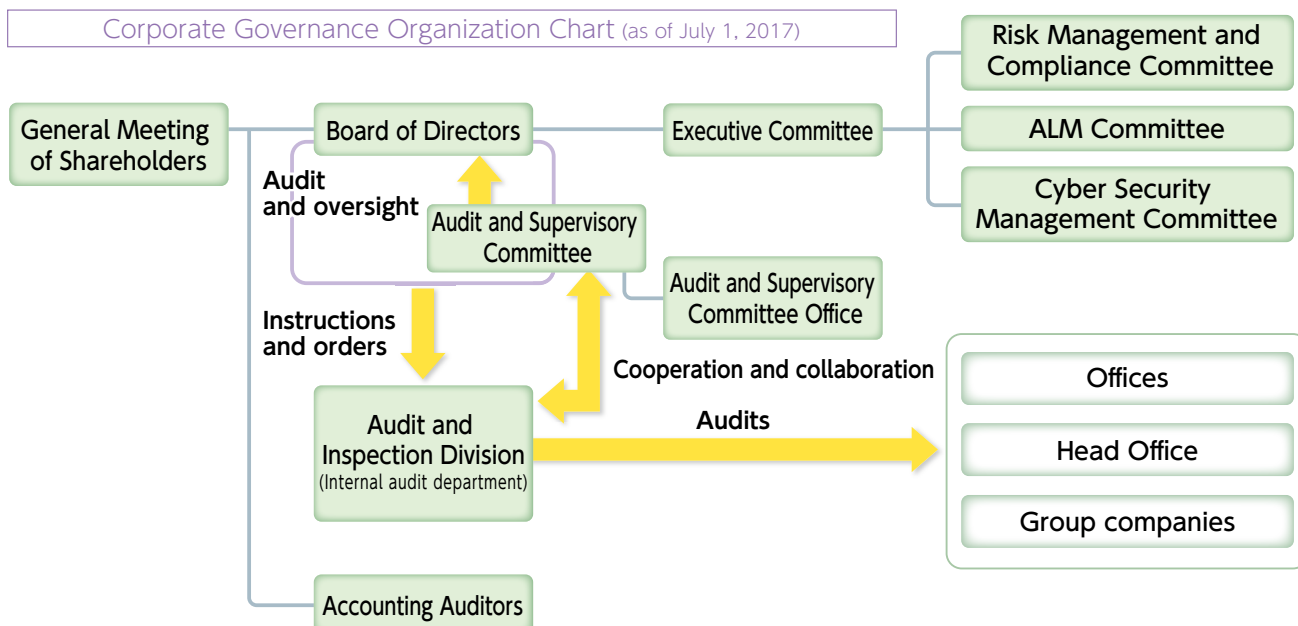 Corporate Governance Organization Chart (as of July 1, 2017)
General Meeting
of Shareholders
Board of Directors
Executive Committee
Risk Management and
Compliance Committee
ALM Committee
Cyber Security
Management Committee
Audit
and oversight
Audit and Supervisory
Committee
Audit and Supervisory
Committee Office
Instructions
and orders
Cooperation and collaboration
Audit and
Inspection Division
(Internal audit department)
Audits
Offices
Head Office
Group companies
Accounting Auditors